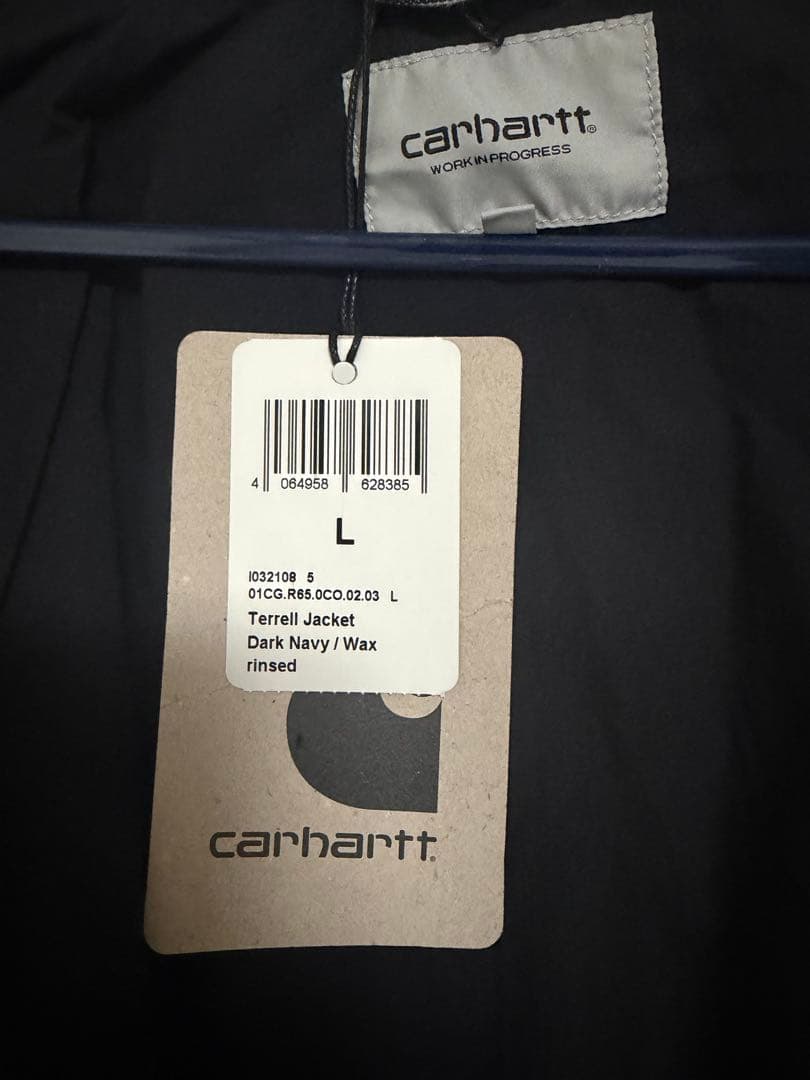 carhartt®
WORK IN PROGRESS
4 064958 628385
L
I032108 5
01CG.R65.0CO.02.03 L
Terrell Jacket
Dark Navy / Wax
rinsed
carhartt